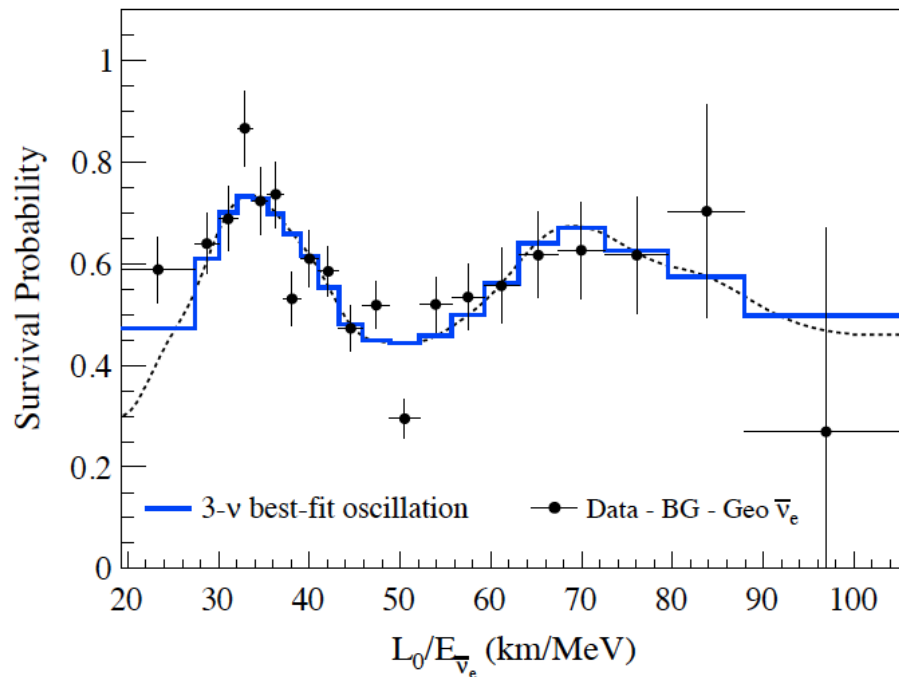 Survival Probability
1
0.8
0.6
0.4
0.2
0
3-ν best-fit oscillation
Data - BG - Geo ν̅e
20 30 40 50 60 70 80 90 100
L0/Eν̅e (km/MeV)